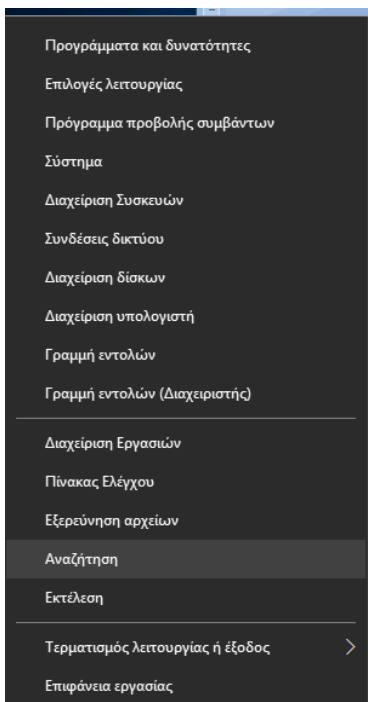 Προγράμματα και δυνατότητες
Επιλογές λειτουργίας
Πρόγραμμα προβολής συμβάντων
Σύστημα
Διαχείριση Συσκευών
Συνδέσεις δικτύου
Διαχείριση δίσκων
Διαχείριση υπολογιστή
Γραμμή εντολών
Γραμμή εντολών (Διαχειριστής)
Διαχείριση Εργασιών
Πίνακας Ελέγχου
Εξερεύνηση αρχείων
Αναζήτηση
Εκτέλεση
Τερματισμός λειτουργίας ή έξοδος
Επιφάνεια εργασίας